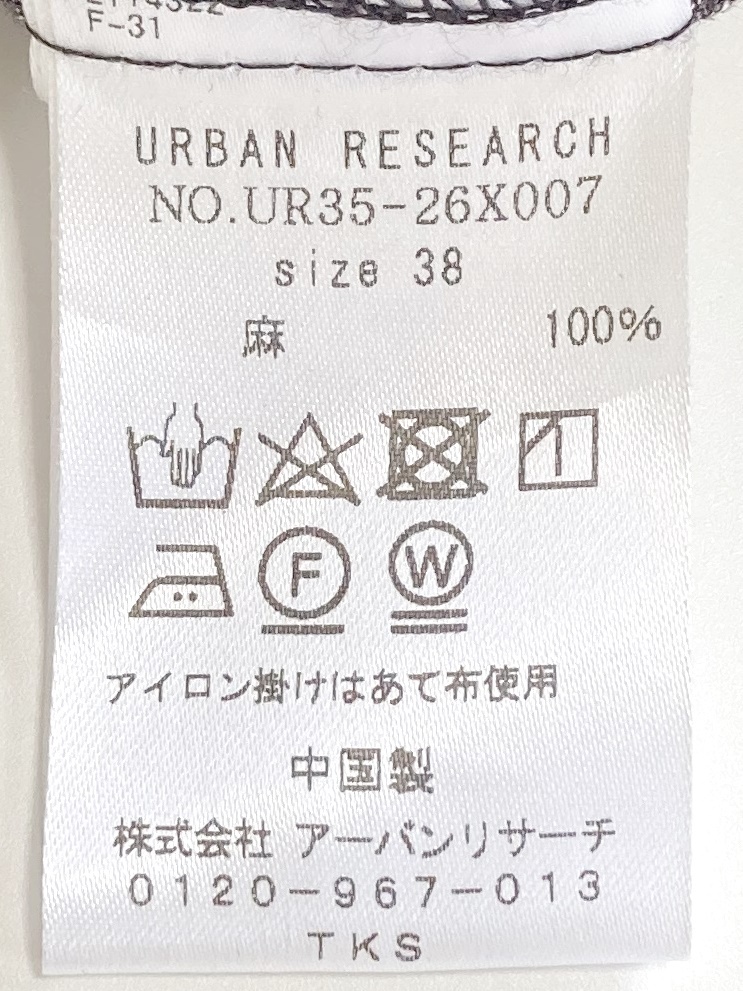 F-31
URBAN RESEARCH
NO.UR35-26X007
size 38
麻 100%
F W
アイロン掛けはあて布使用
中国製
株式会社 アーバンリサーチ
0120-967-013
TKS